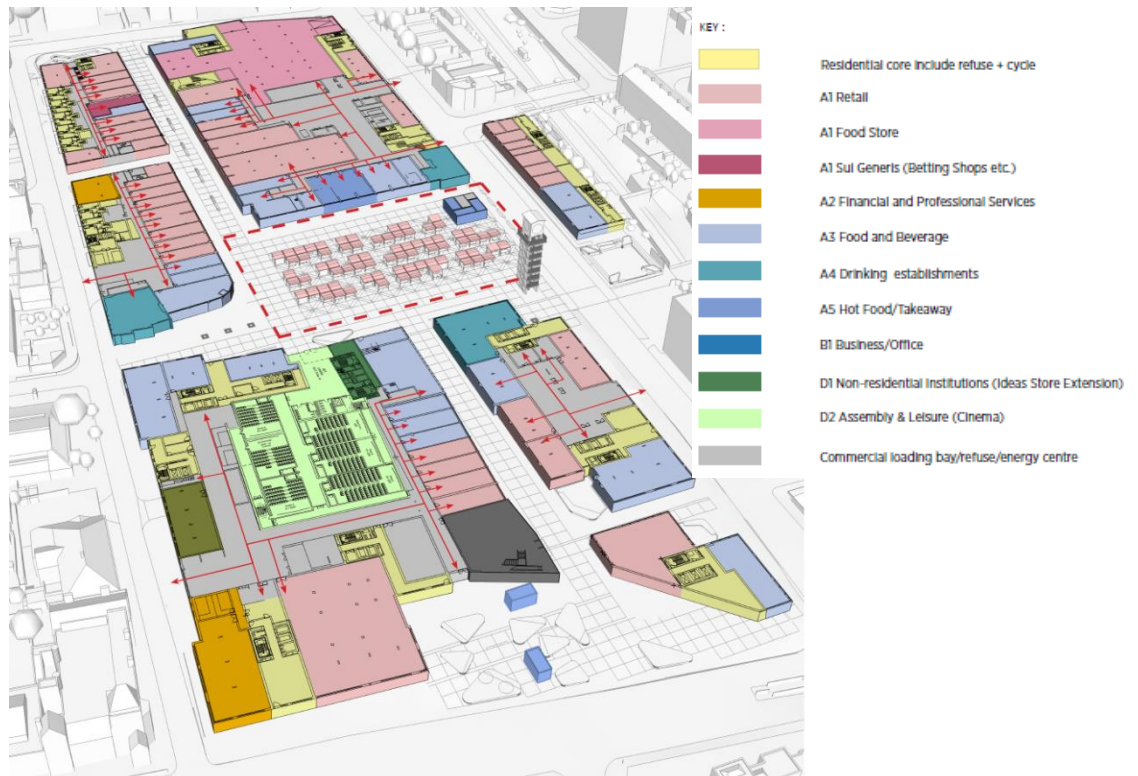 KEY :
Residential core include refuse + cycle
A1 Retail
A1 Food Store
A1 Sui Generis (Betting Shops etc.)
A2 Financial and Professional Services
A3 Food and Beverage
A4 Drinking establishments
A5 Hot Food/Takeaway
B1 Business/Office
D1 Non-residential Institutions (Ideas Store Extension)
D2 Assembly & Leisure (Cinema)
Commercial loading bay/refuse/energy centre